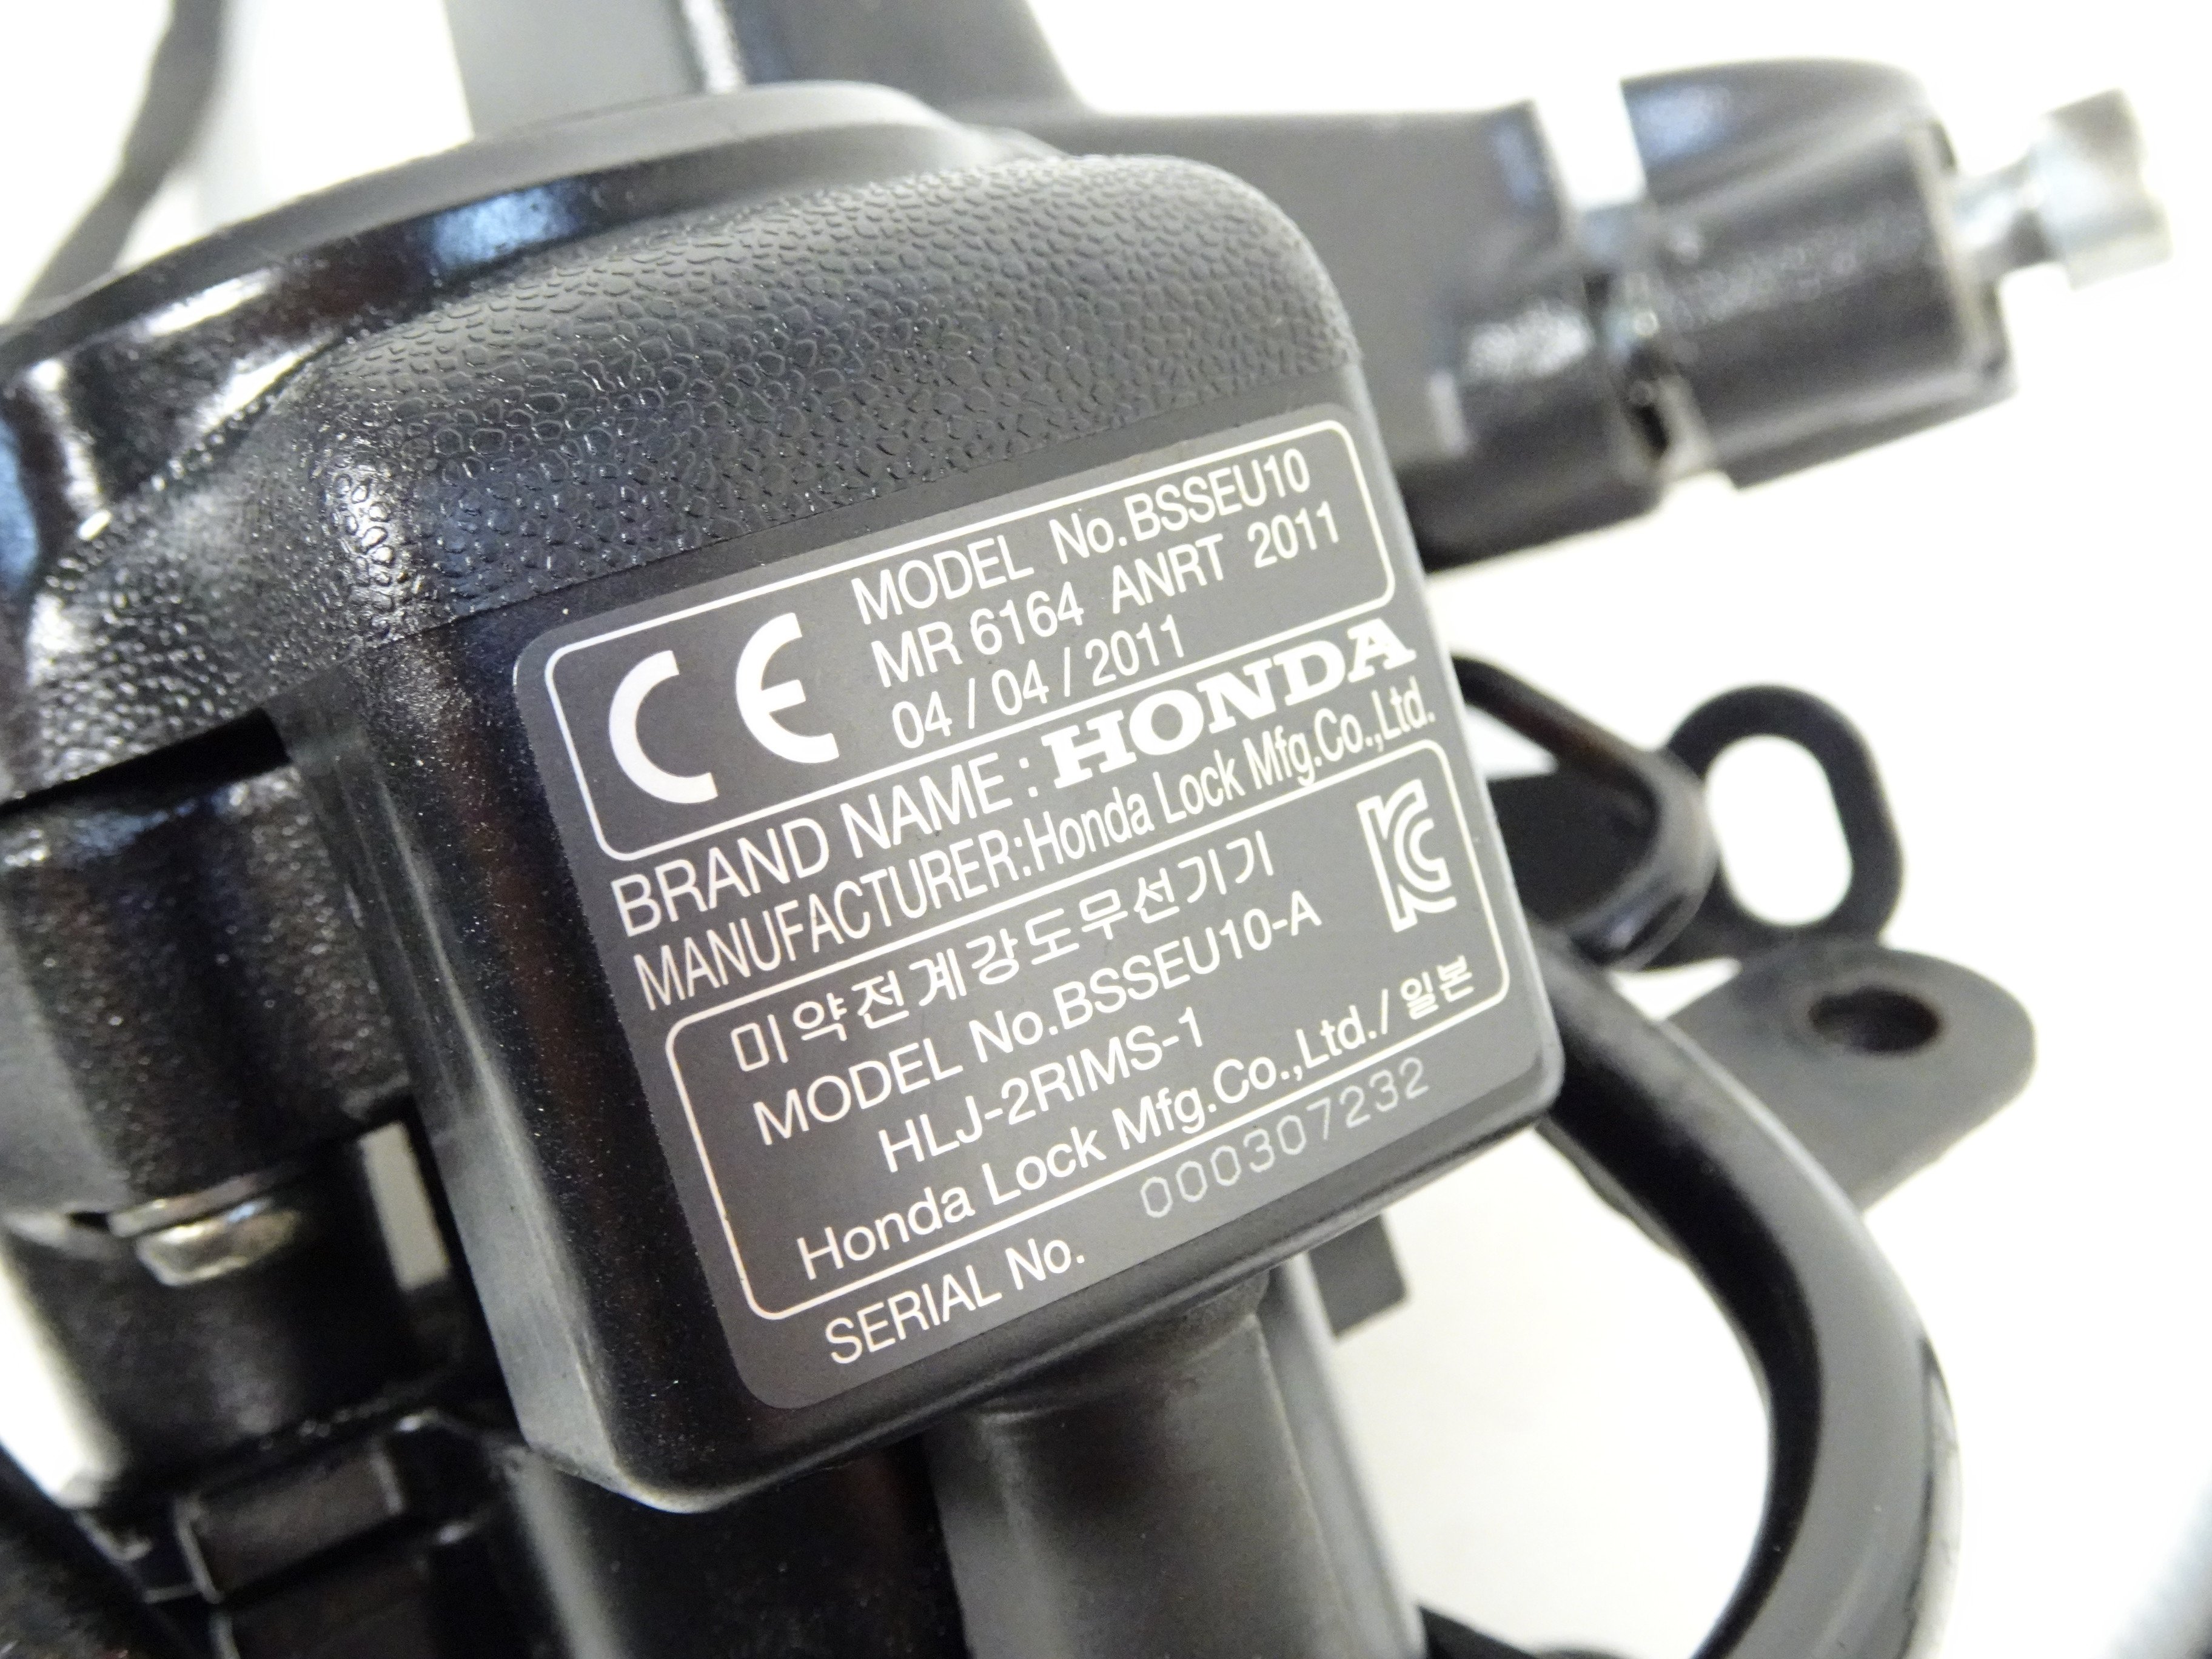 CE
MODEL No.BSSEU10
MR 6164 ANRT 2011
04 / 04 / 2011
BRAND NAME : HONDA
MANUFACTURER:Honda Lock Mfg.Co.,Ltd.
미약전계강도무선기기
MODEL No.BSSEU10-A
HLJ-2RIMS-1
Honda Lock Mfg.Co.,Ltd./ 일본
SERIAL No. 000307232